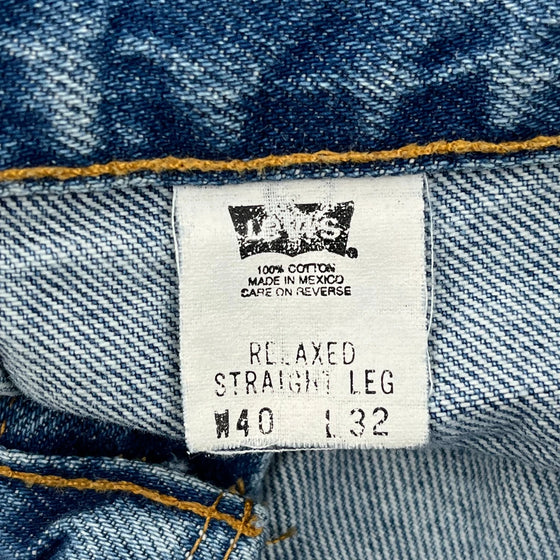 Levi's
100% COTTON
MADE IN MEXICO
CARE ON REVERSE
RELAXED
STRAIGHT LEG
W40 L32